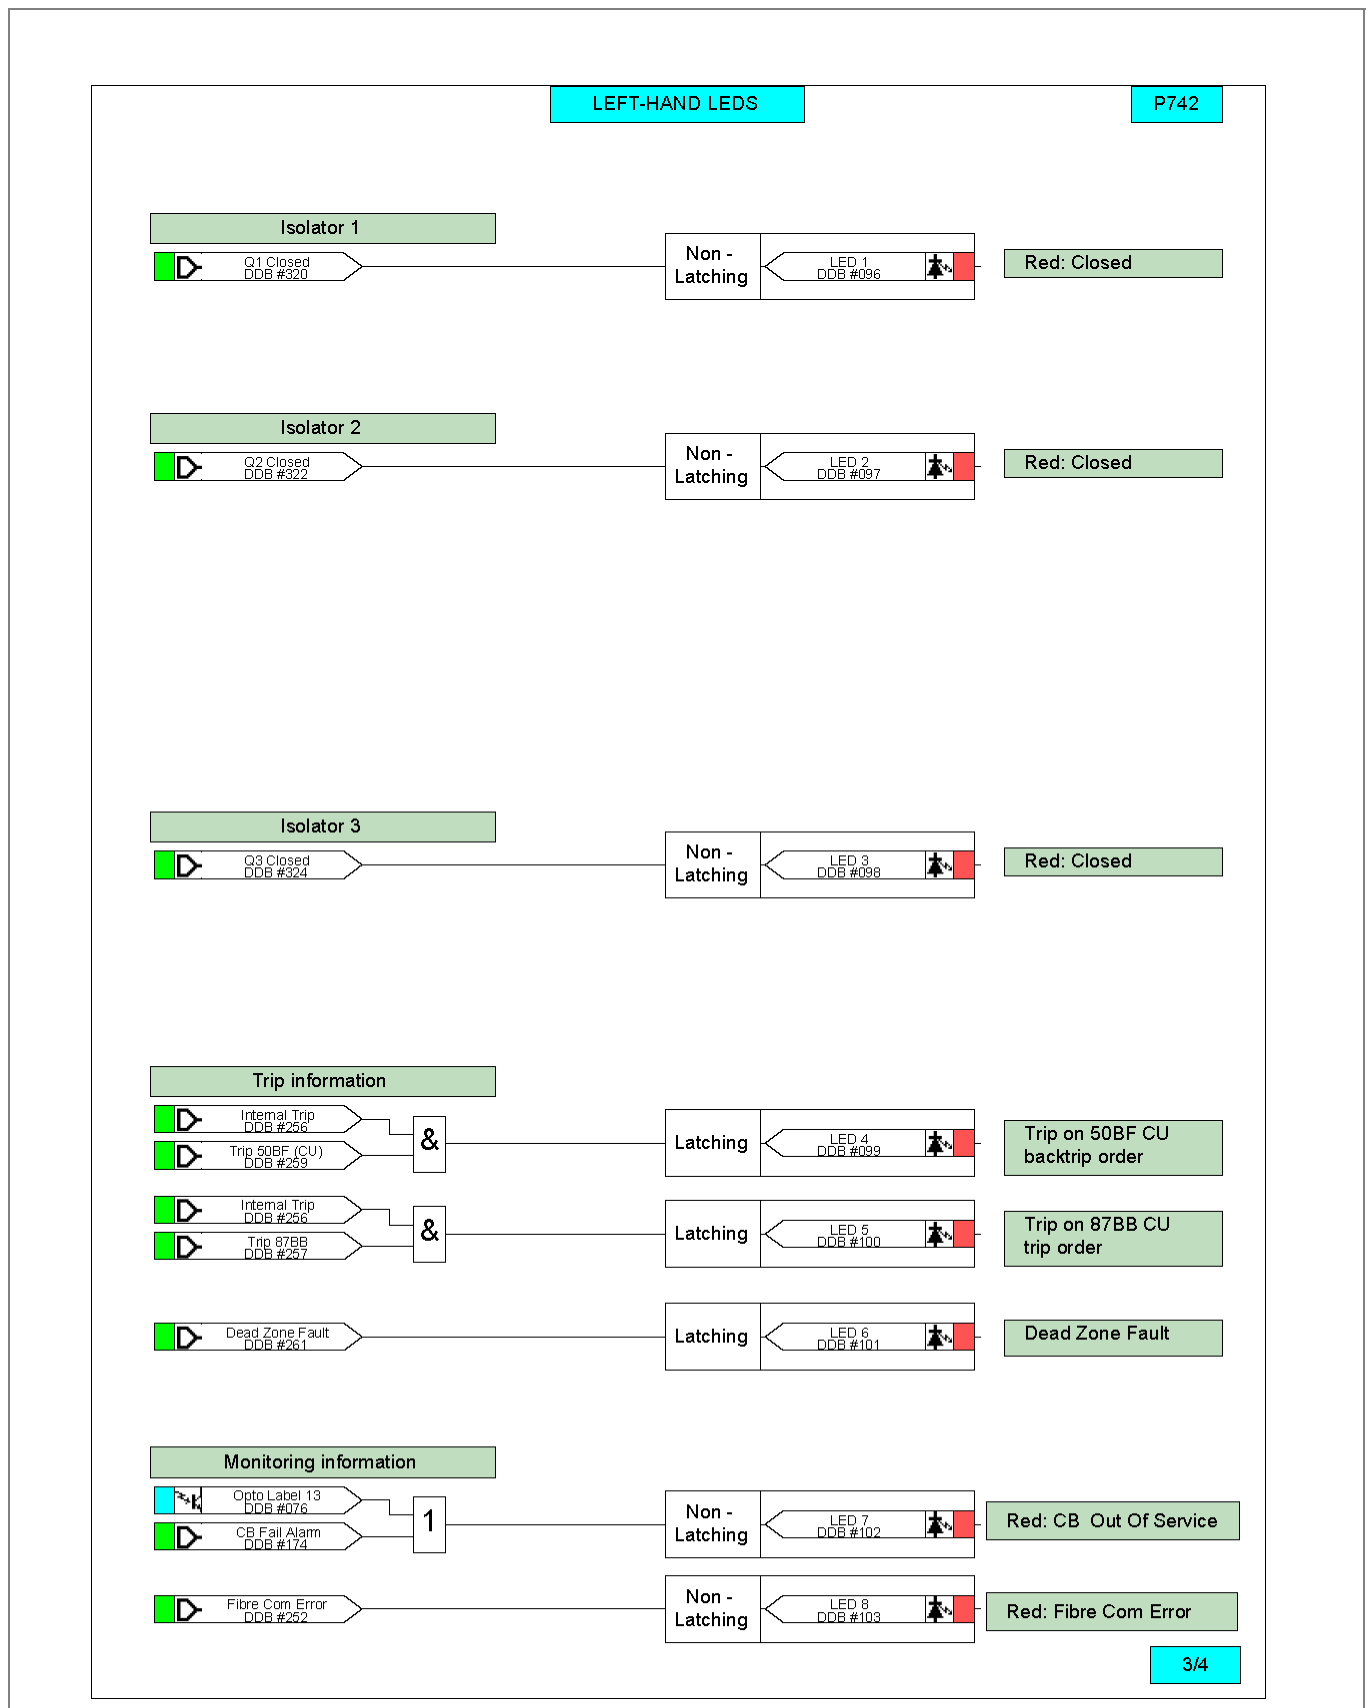 LEFT-HAND LEDS
P742
Isolator 1
Q1 Closed
DDB #320
Non -
Latching
LED 1
DDB #096
Red: Closed
Isolator 2
Q2 Closed
DDB #322
Non -
Latching
LED 2
DDB #097
Red: Closed
Isolator 3
Q3 Closed
DDB #324
Non -
Latching
LED 3
DDB #098
Red: Closed
Trip information
Internal Trip
DDB #256
Trip 50BF (CU)
DDB #259
&
Latching
LED 4
DDB #099
Trip on 50BF CU
backtrip order
Internal Trip
DDB #256
Trip 87BB
DDB #257
&
Latching
LED 5
DDB #100
Trip on 87BB CU
trip order
Dead Zone Fault
DDB #261
Latching
LED 6
DDB #101
Dead Zone Fault
Monitoring information
Opto Label 13
DDB #076
CB Fail Alarm
DDB #174
1
Non -
Latching
LED 7
DDB #102
Red: CB  Out Of Service
Fibre Com Error
DDB #252
Non -
Latching
LED 8
DDB #103
Red: Fibre Com Error
3/4